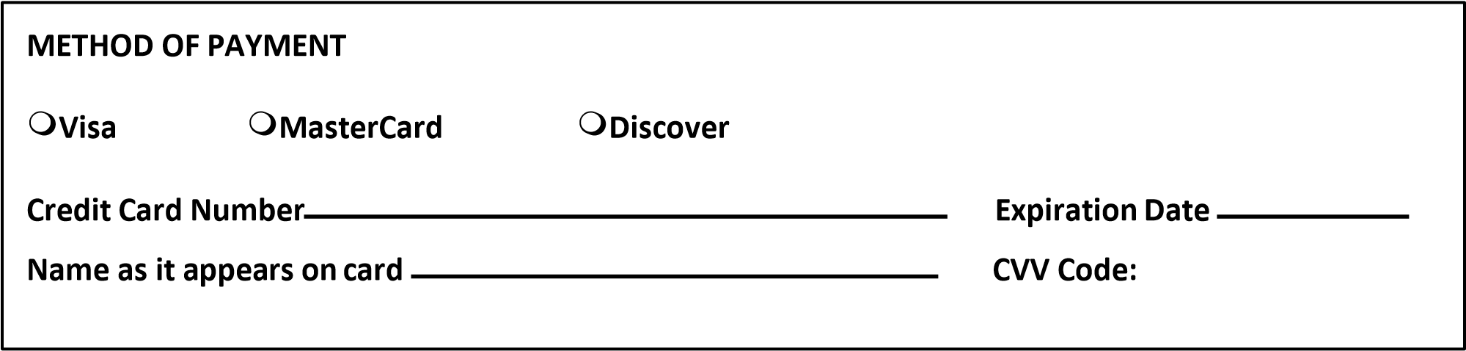 METHOD OF PAYMENT
Visa MasterCard Discover
Credit Card Number Expiration Date
Name as it appears on card CVV Code: